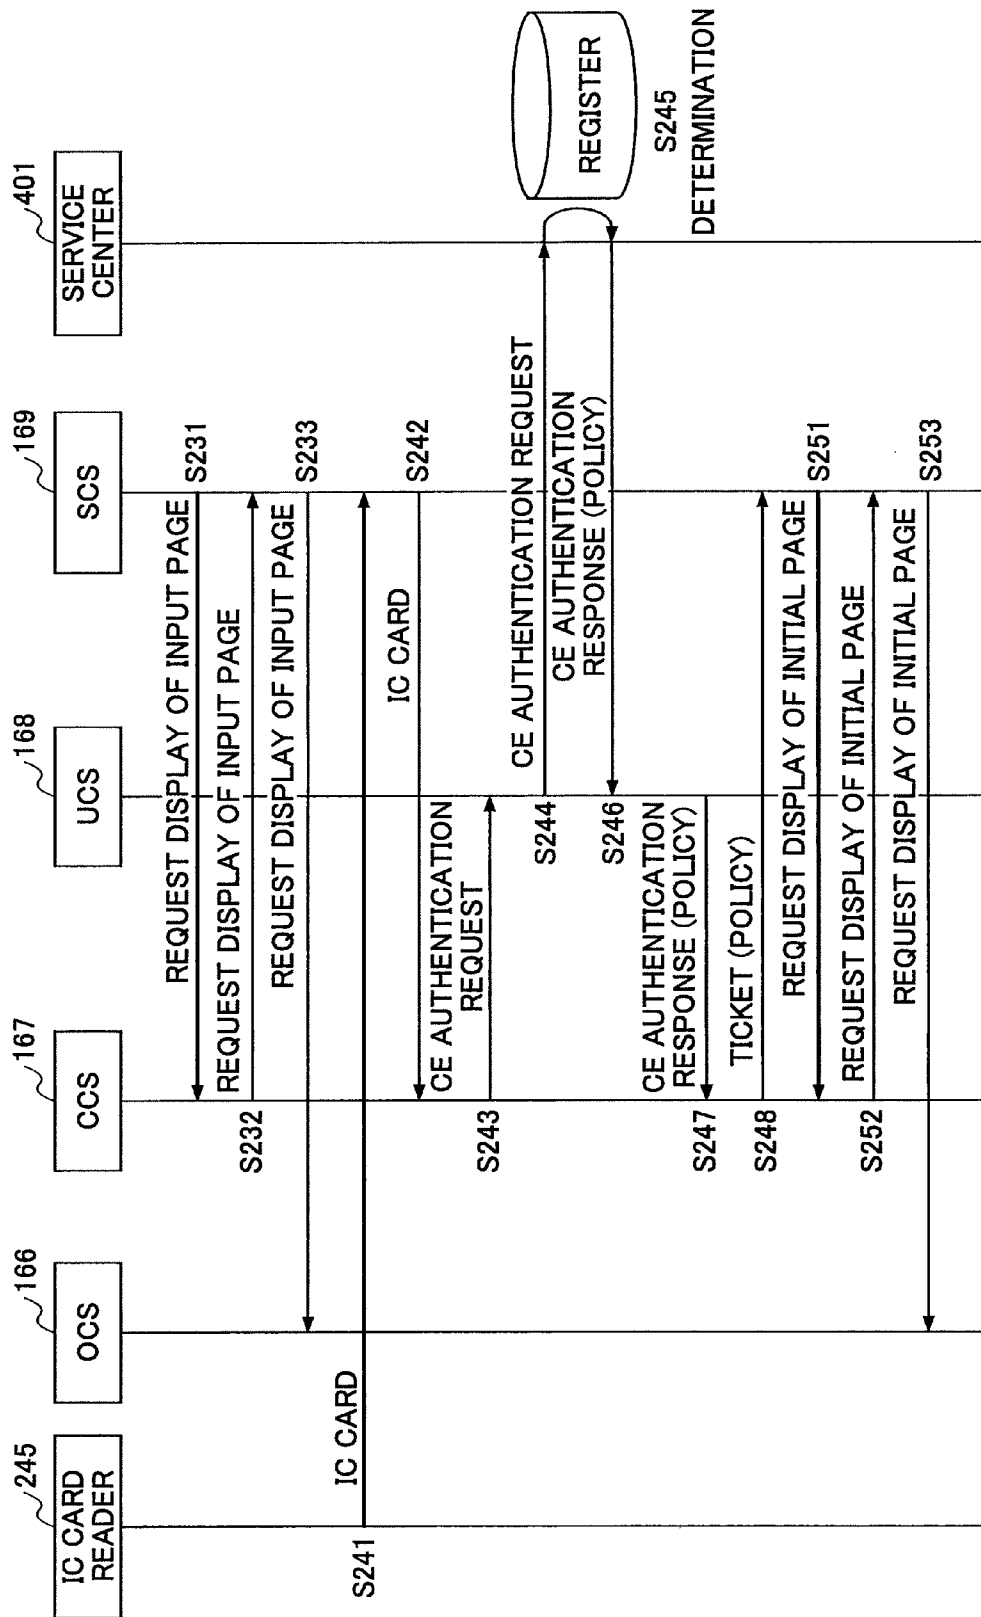 245
IC CARD
READER
166
OCS
167
CCS
168
UCS
169
SCS
401
SERVICE
CENTER
REQUEST DISPLAY OF INPUT PAGE
S231
S232
REQUEST DISPLAY OF INPUT PAGE
REQUEST DISPLAY OF INPUT PAGE
S233
S241
IC CARD
IC CARD
S242
S243
CE AUTHENTICATION
REQUEST
S244
CE AUTHENTICATION REQUEST
REGISTER
S245
DETERMINATION
S246
CE AUTHENTICATION
RESPONSE (POLICY)
S247
CE AUTHENTICATION
RESPONSE (POLICY)
S248
TICKET (POLICY)
REQUEST DISPLAY OF INITIAL PAGE
S251
S252
REQUEST DISPLAY OF INITIAL PAGE
REQUEST DISPLAY OF INITIAL PAGE
S253